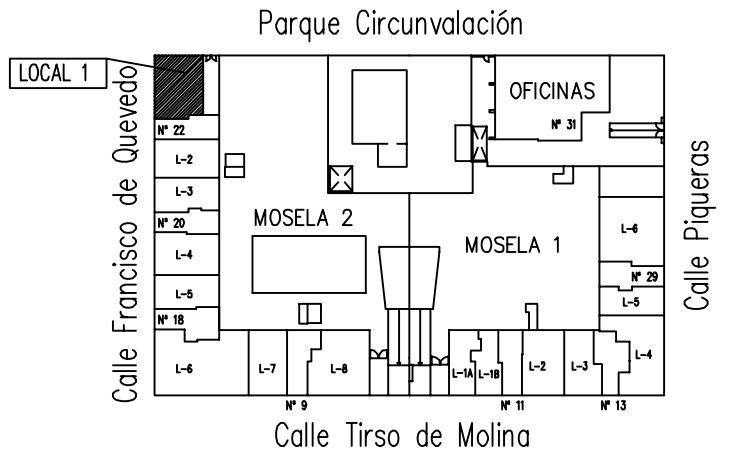 Parque Circunvalación
LOCAL 1
Calle Francisco de Quevedo
Nº 22
L-2
L-3
Nº 20
L-4
L-5
Nº 18
L-6
MOSELA 2
OFICINAS
Nº 31
MOSELA 1
L-6
Nº 29
L-5
L-4
Calle Piqueras
L-7
L-8
L-1A
L-1B
L-2
L-3
Nº 9
Nº 11
Nº 13
Calle Tirso de Molina